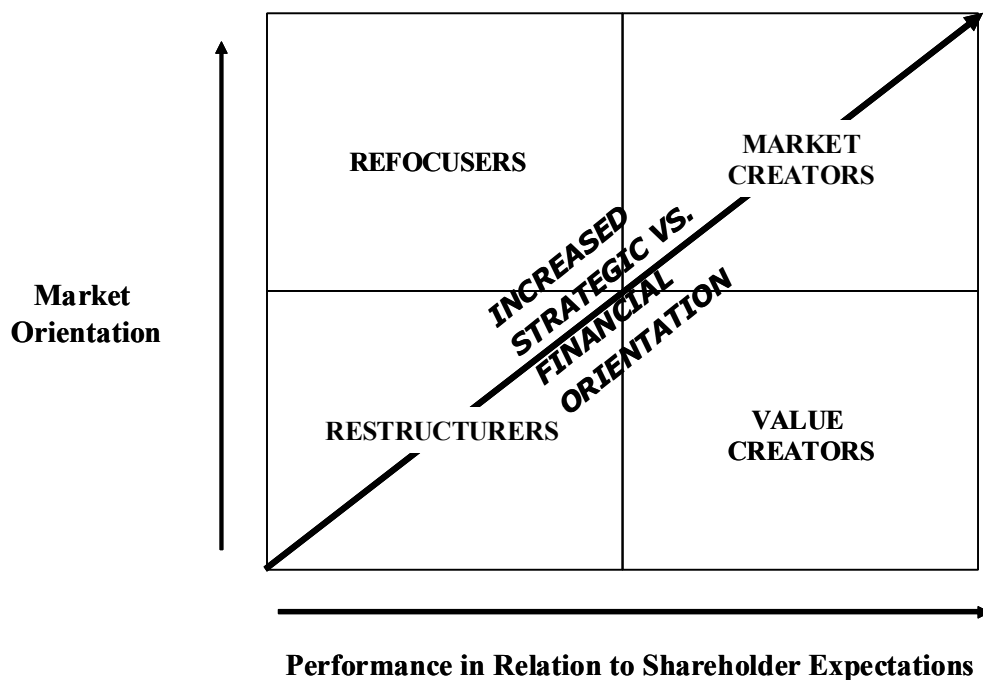 REFOCUSERS
MARKET
CREATORS
INCREASED
STRATEGIC VS.
FINANCIAL
ORIENTATION
Market
Orientation
RESTRUCTURERS
VALUE
CREATORS
Performance in Relation to Shareholder Expectations